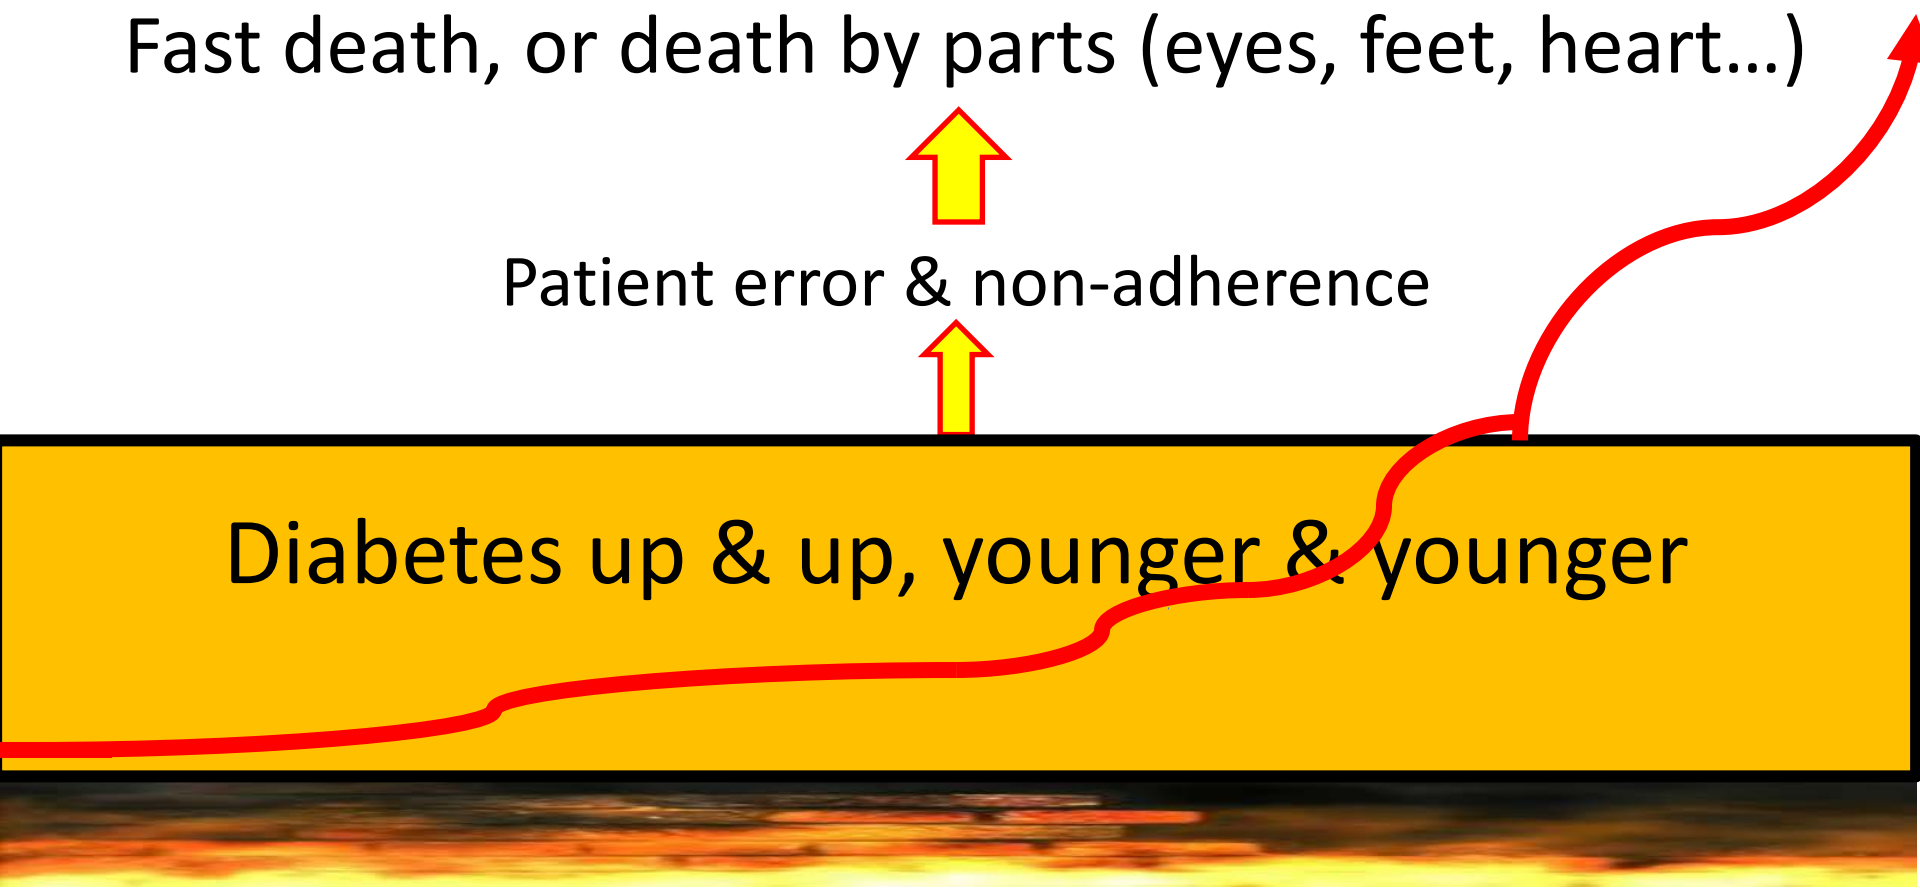 Fast death, or death by parts (eyes, feet, heart…)
Patient error & non-adherence
Diabetes up & up, younger & younger